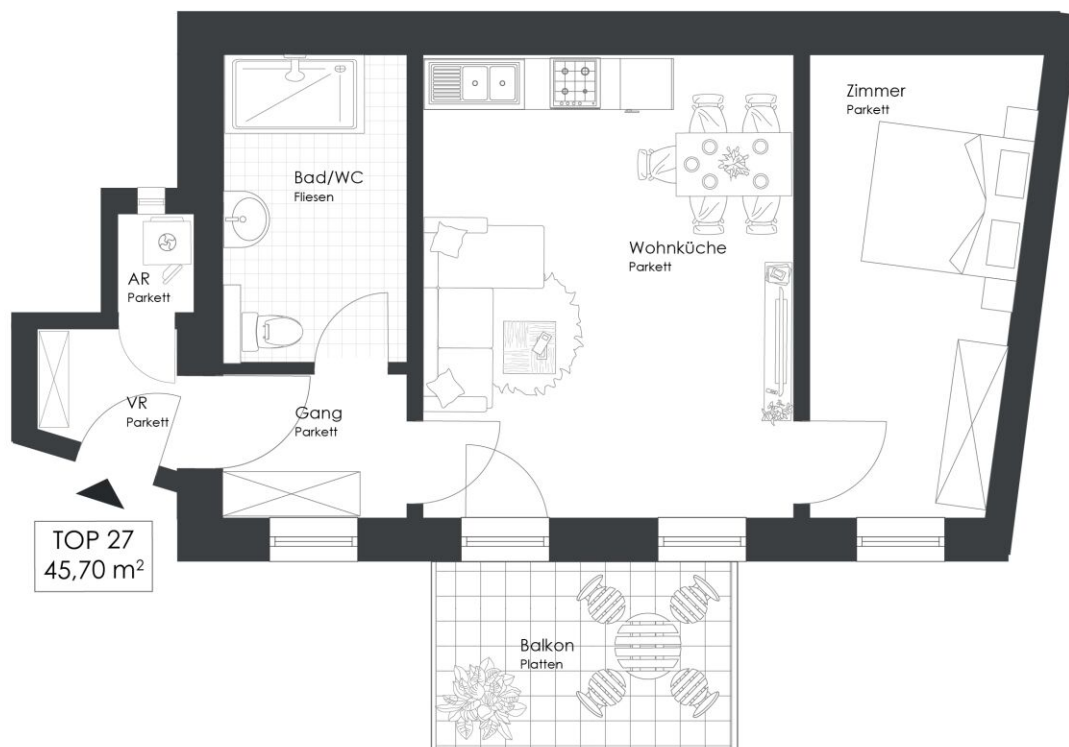 Zimmer
Parkett
Bad/WC
Fliesen
Wohnküche
Parkett
AR
Parkett
VR
Parkett
Gang
Parkett
TOP 27
45,70 m²
Balkon
Platten